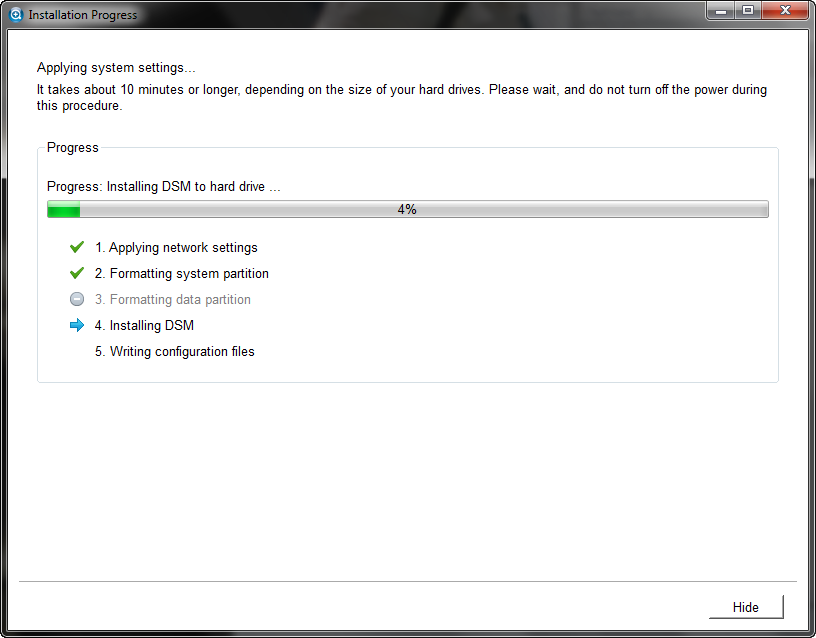 Installation Progress
Applying system settings...
It takes about 10 minutes or longer, depending on the size of your hard drives. Please wait, and do not turn off the power during
this procedure.
Progress
Progress: Installing DSM to hard drive ...
4%
1. Applying network settings
2. Formatting system partition
3. Formatting data partition
4. Installing DSM
5. Writing configuration files
Hide